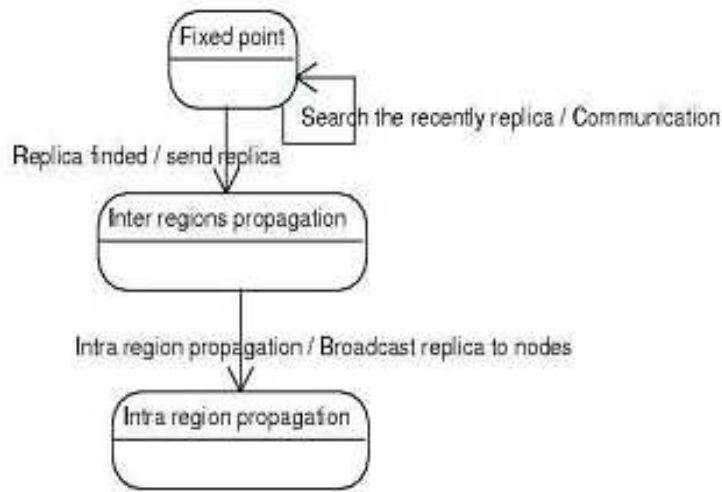 Fixed point
Search the recently replica / Communication
Replica finded / send replica
Inter regions propagation
Intra region propagation / Broadcast replica to nodes
Intra region propagation